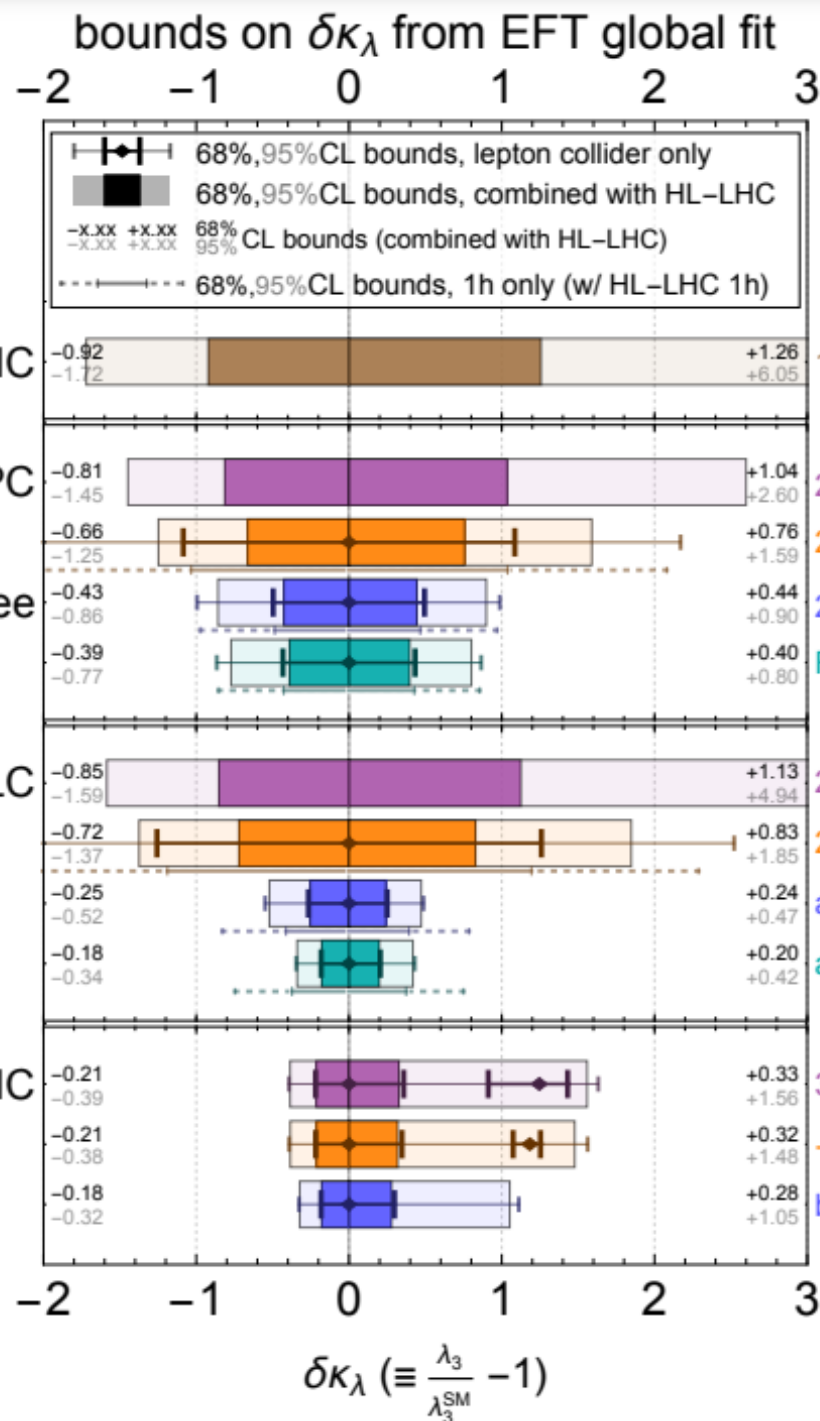 bounds on δκλ from EFT global fit
−2 −1 0 1 2 3
68%,95%CL bounds, lepton collider only
68%,95%CL bounds, combined with HL−LHC
−x.xx +x.xx 68%
−x.xx +x.xx 95% CL bounds (combined with HL−LHC)
68%,95%CL bounds, 1h only (w/ HL−LHC 1h)
−0.92 +1.26
−1.72 +6.05
−0.81 +1.04
−1.45 +2.60
−0.66 +0.76
−1.25 +1.59
ee −0.43 +0.44
−0.86 +0.90
−0.39 +0.40
−0.77 +0.80
−0.85 +1.13
−1.59 +4.94
−0.72 +0.83
−1.37 +1.85
−0.25 +0.24
−0.52 +0.47
−0.18 +0.20
−0.34 +0.42
−0.21 +0.33
−0.39 +1.56
−0.21 +0.32
−0.38 +1.48
−0.18 +0.28
−0.32 +1.05
−2 −1 0 1 2 3
δκλ (≡ λ3/λ3SM −1)